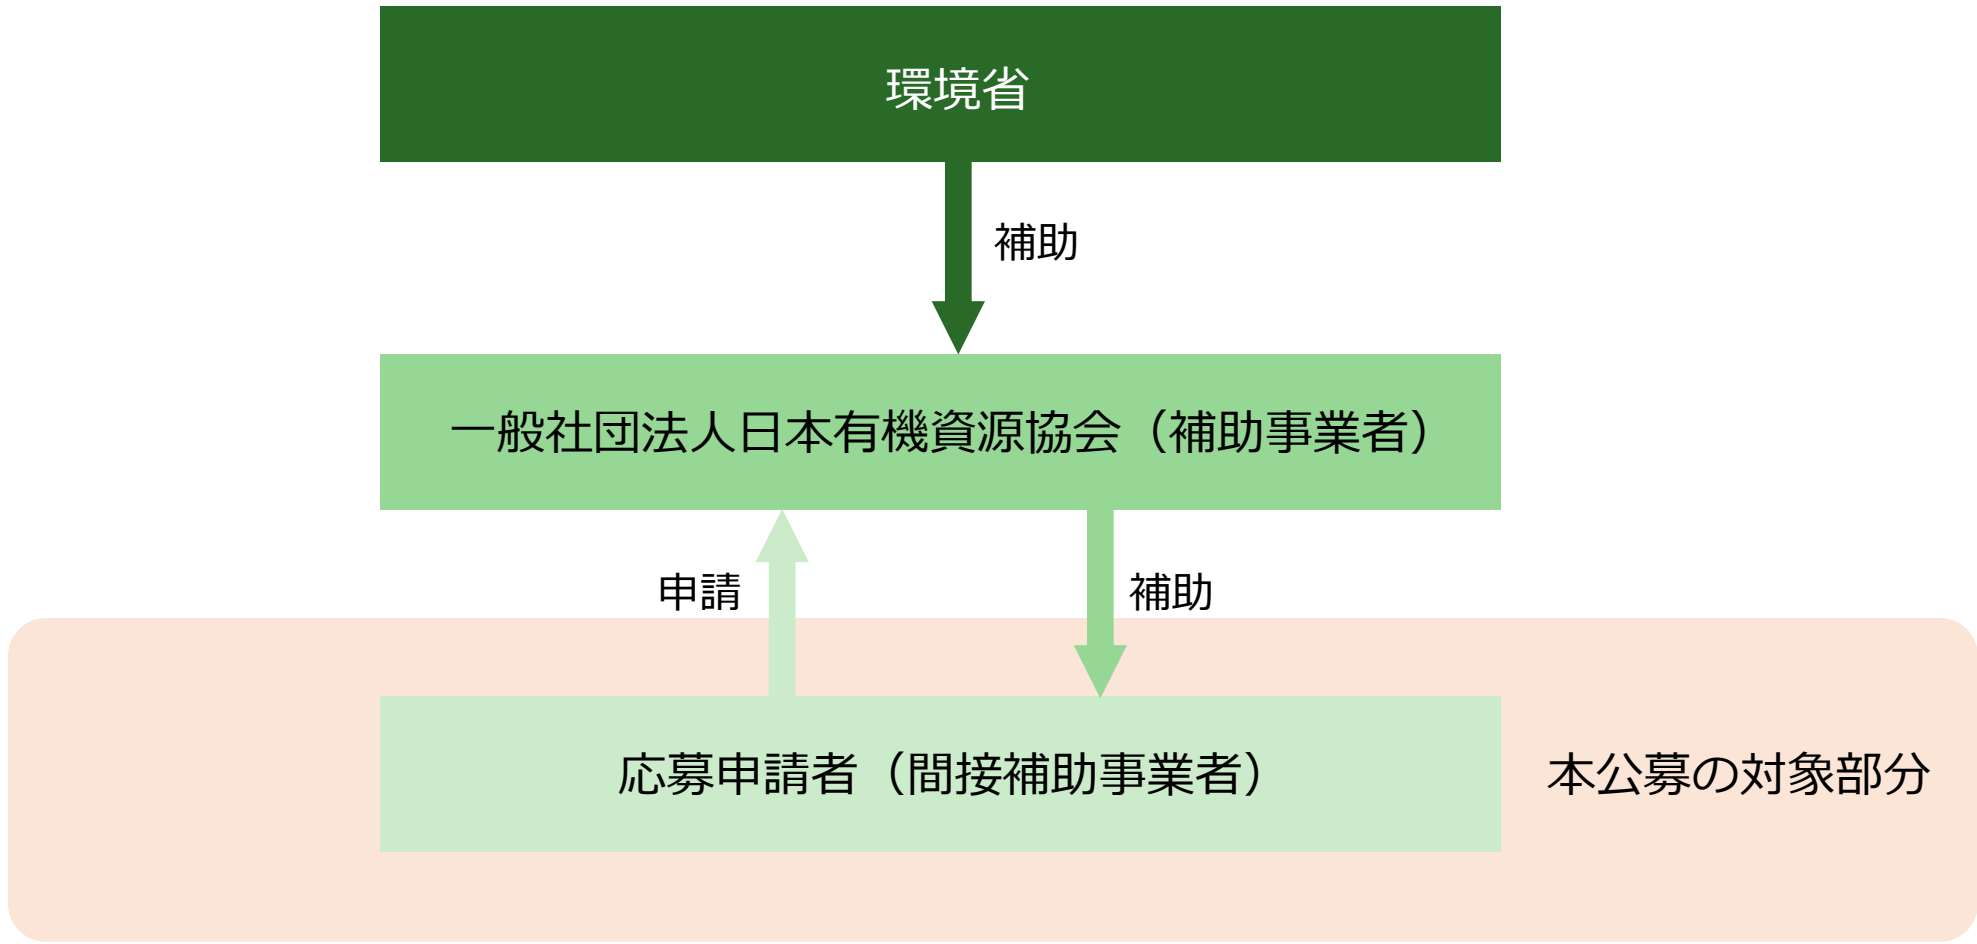 環境省
補助
一般社団法人日本有機資源協会（補助事業者）
申請
補助
応募申請者（間接補助事業者）
本公募の対象部分